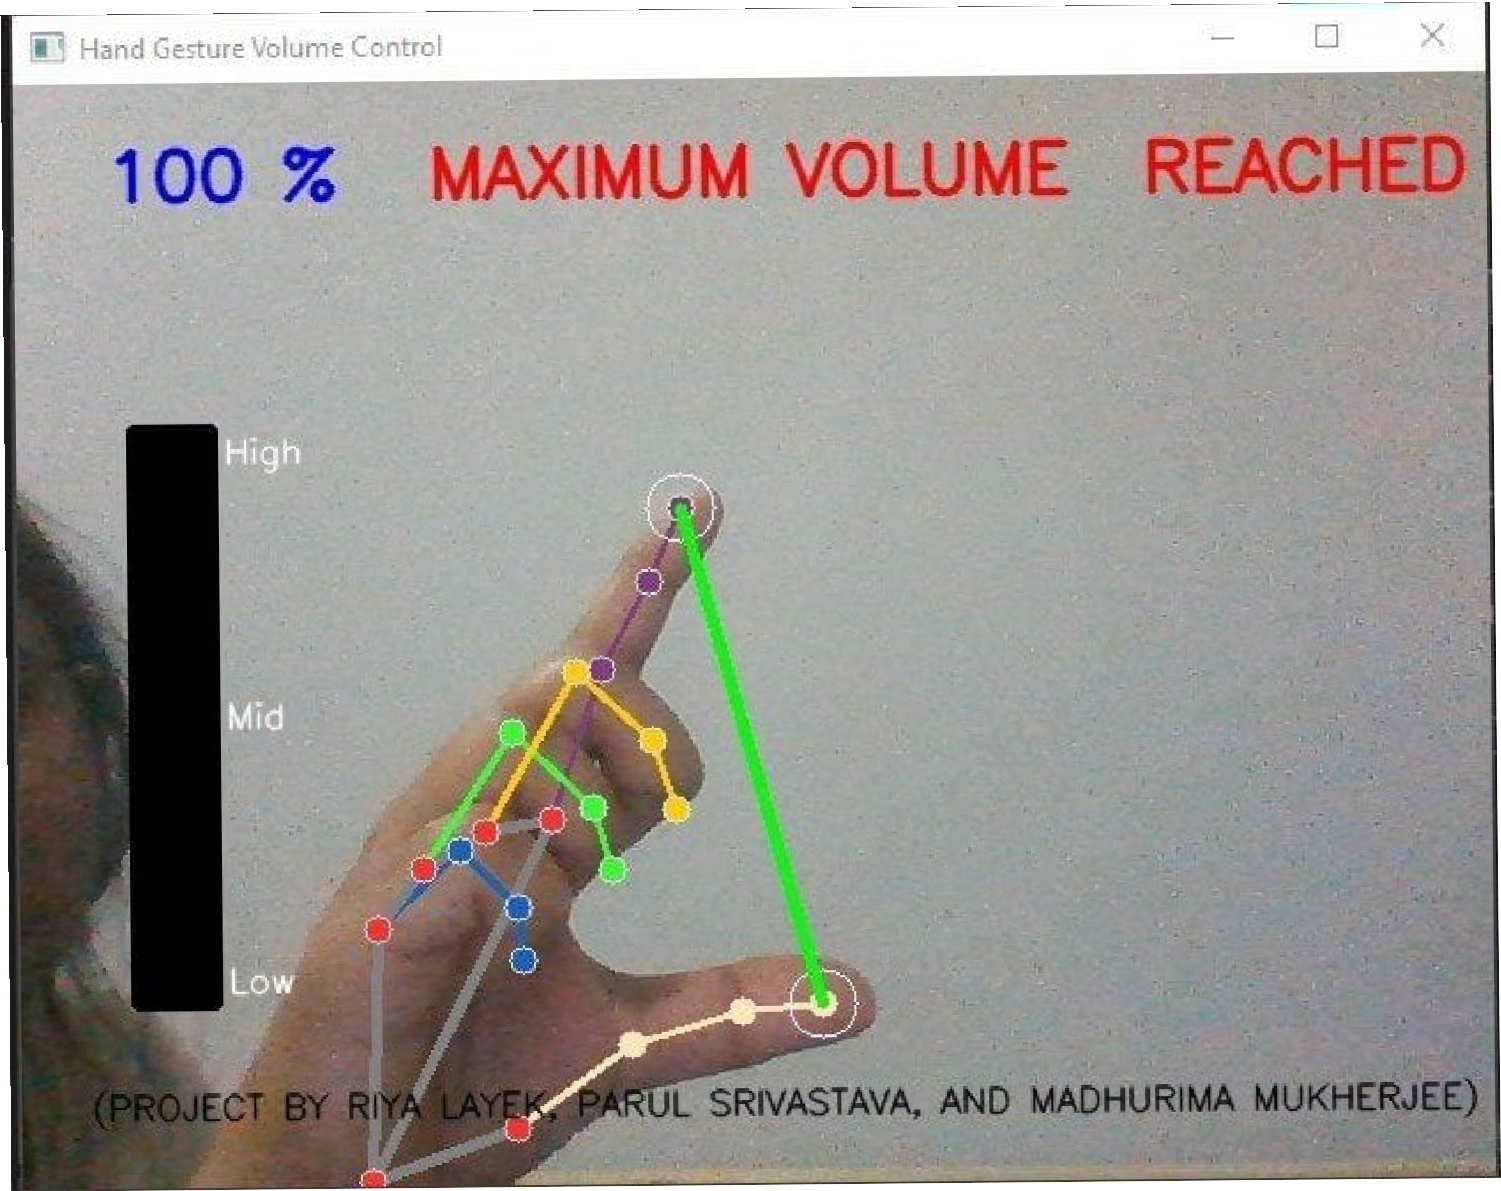 Hand Gesture Volume Control
100 % MAXIMUM VOLUME REACHED
High
Mid
Low
(PROJECT BY RIYA LAYEK, PARUL SRIVASTAVA, AND MADHURIMA MUKHERJEE)